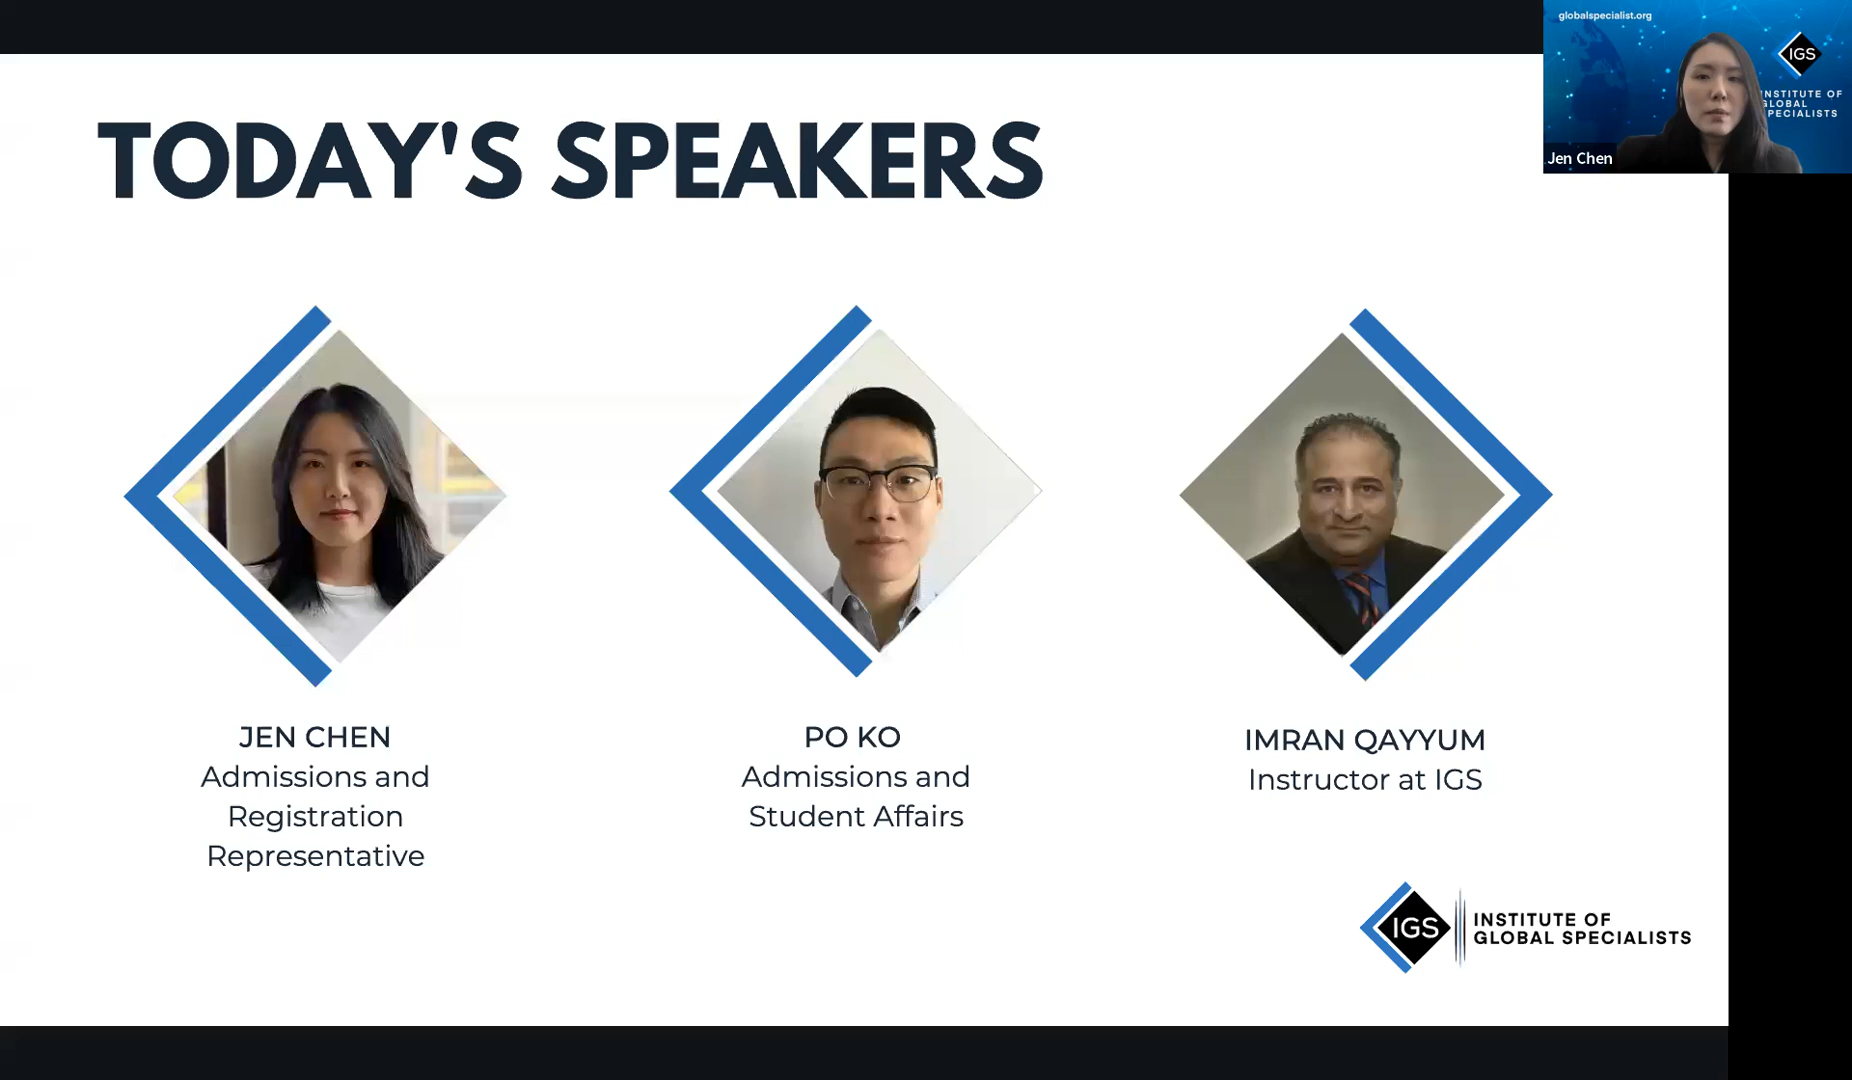 globalspecialist.org
IGS
INSTITUTE OF
GLOBAL
SPECIALISTS
Jen Chen
TODAY'S SPEAKERS
JEN CHEN
Admissions and
Registration
Representative
PO KO
Admissions and
Student Affairs
IMRAN QAYYUM
Instructor at IGS
IGS
INSTITUTE OF
GLOBAL SPECIALISTS